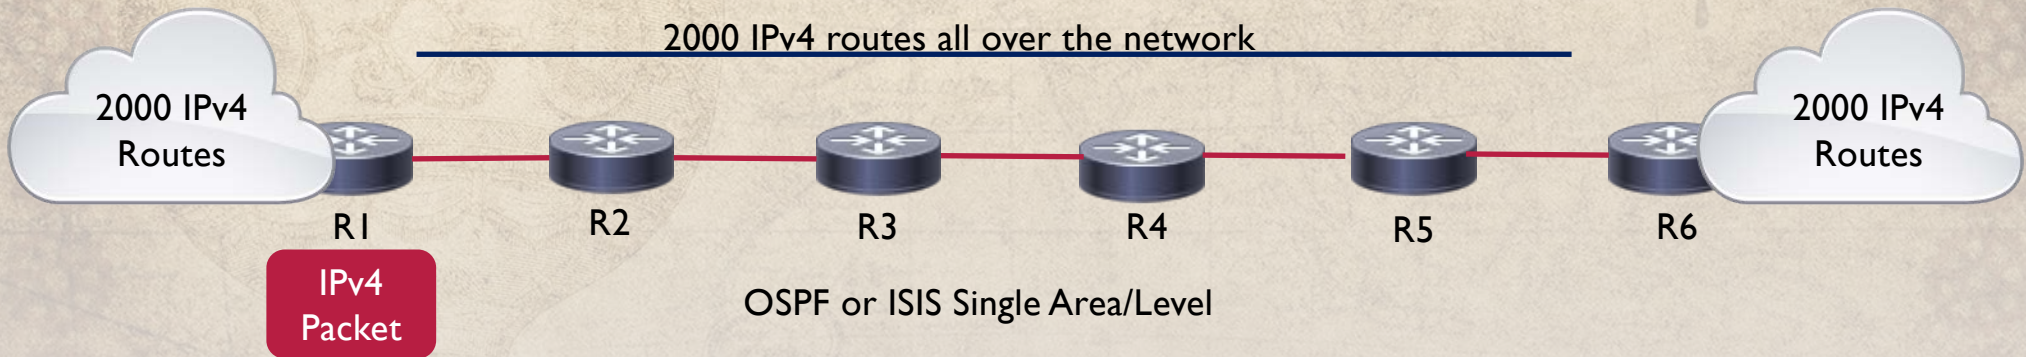 2000 IPv4 routes all over the network
2000 IPv4
Routes
2000 IPv4
Routes
R1
R2
R3
R4
R5
R6
IPv4
Packet
OSPF or ISIS Single Area/Level